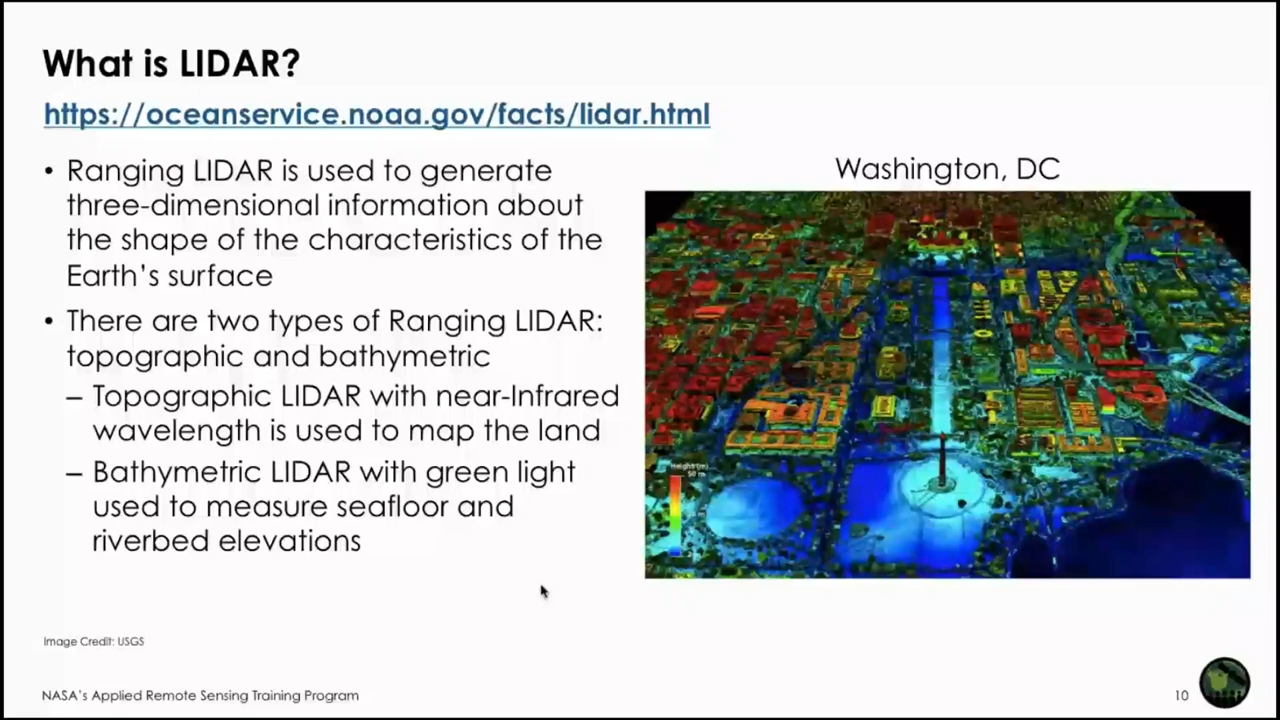 What is LIDAR?
https://oceanservice.noaa.gov/facts/lidar.html
• Ranging LIDAR is used to generate
three-dimensional information about
the shape of the characteristics of the
Earth's surface
• There are two types of Ranging LIDAR:
topographic and bathymetric
– Topographic LIDAR with near-Infrared
wavelength is used to map the land
– Bathymetric LIDAR with green light
used to measure seafloor and
riverbed elevations
Washington, DC
Height (m)
50 m
Image Credit: USGS
NASA's Applied Remote Sensing Training Program
10